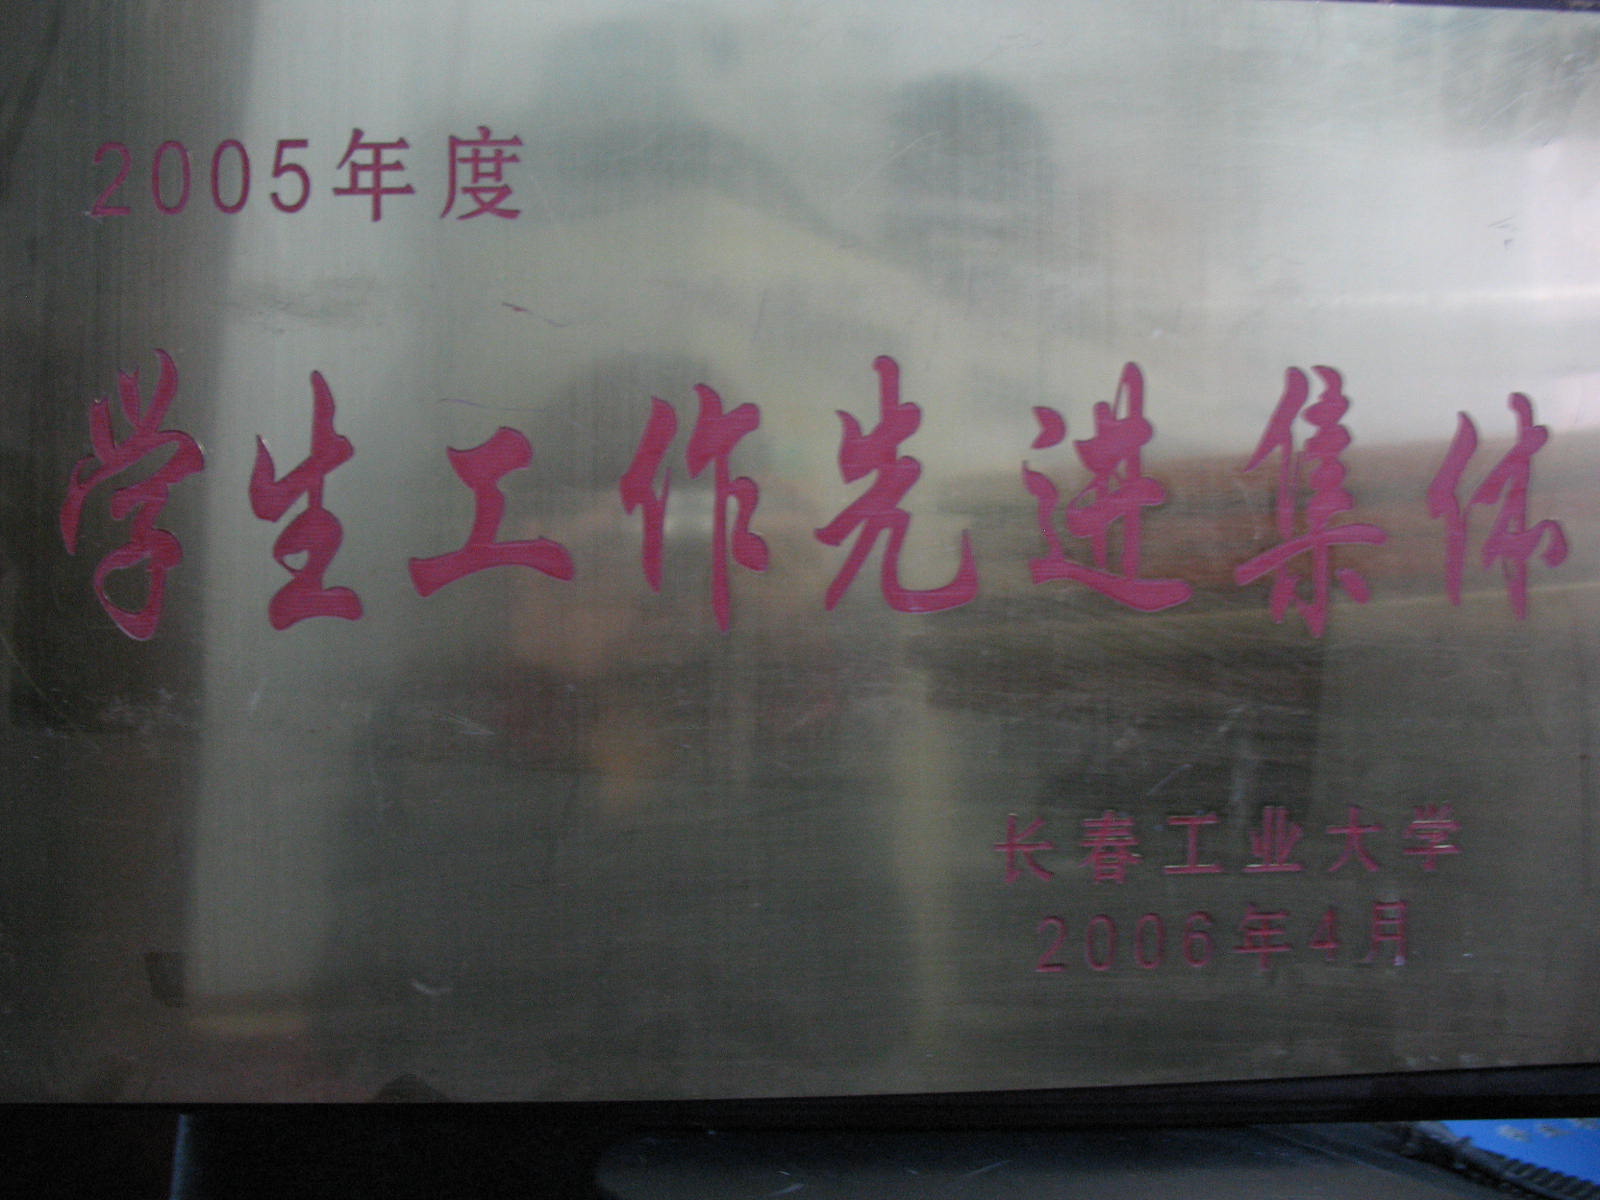 2005年度
学生工作先进集体
长春工业大学
2006年4月